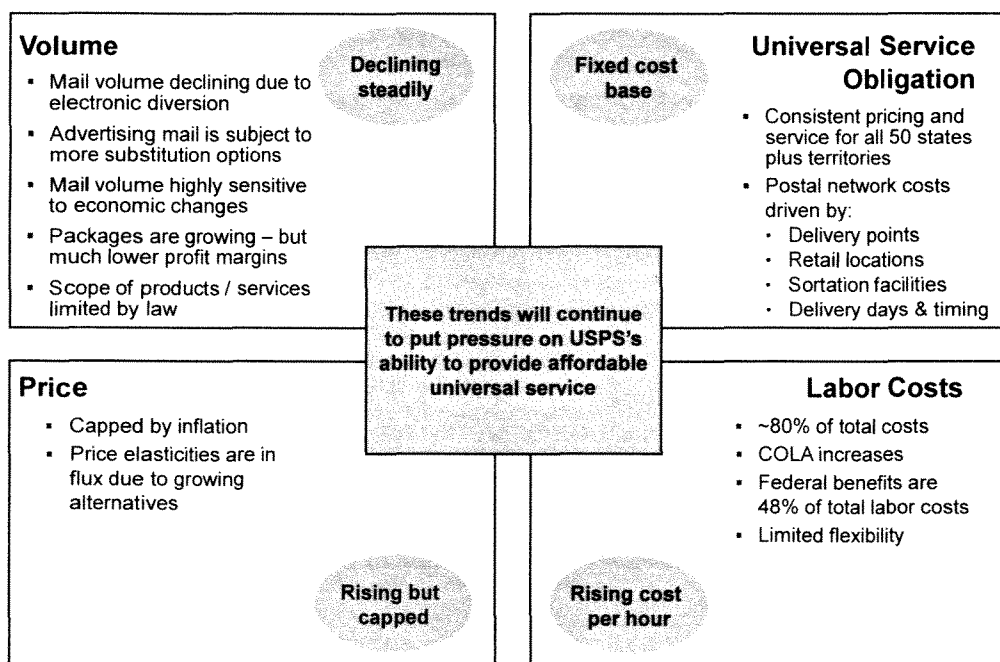 Volume
Declining
steadily
▪ Mail volume declining due to
electronic diversion
▪ Advertising mail is subject to
more substitution options
▪ Mail volume highly sensitive
to economic changes
▪ Packages are growing – but
much lower profit margins
▪ Scope of products / services
limited by law
Fixed cost
base
Universal Service
Obligation
▪ Consistent pricing and
service for all 50 states
plus territories
▪ Postal network costs
driven by:
· Delivery points
· Retail locations
· Sortation facilities
· Delivery days & timing
These trends will continue
to put pressure on USPS's
ability to provide affordable
universal service
Price
▪ Capped by inflation
▪ Price elasticities are in
flux due to growing
alternatives
Rising but
capped
Labor Costs
▪ ~80% of total costs
▪ COLA increases
▪ Federal benefits are
48% of total labor costs
▪ Limited flexibility
Rising cost
per hour